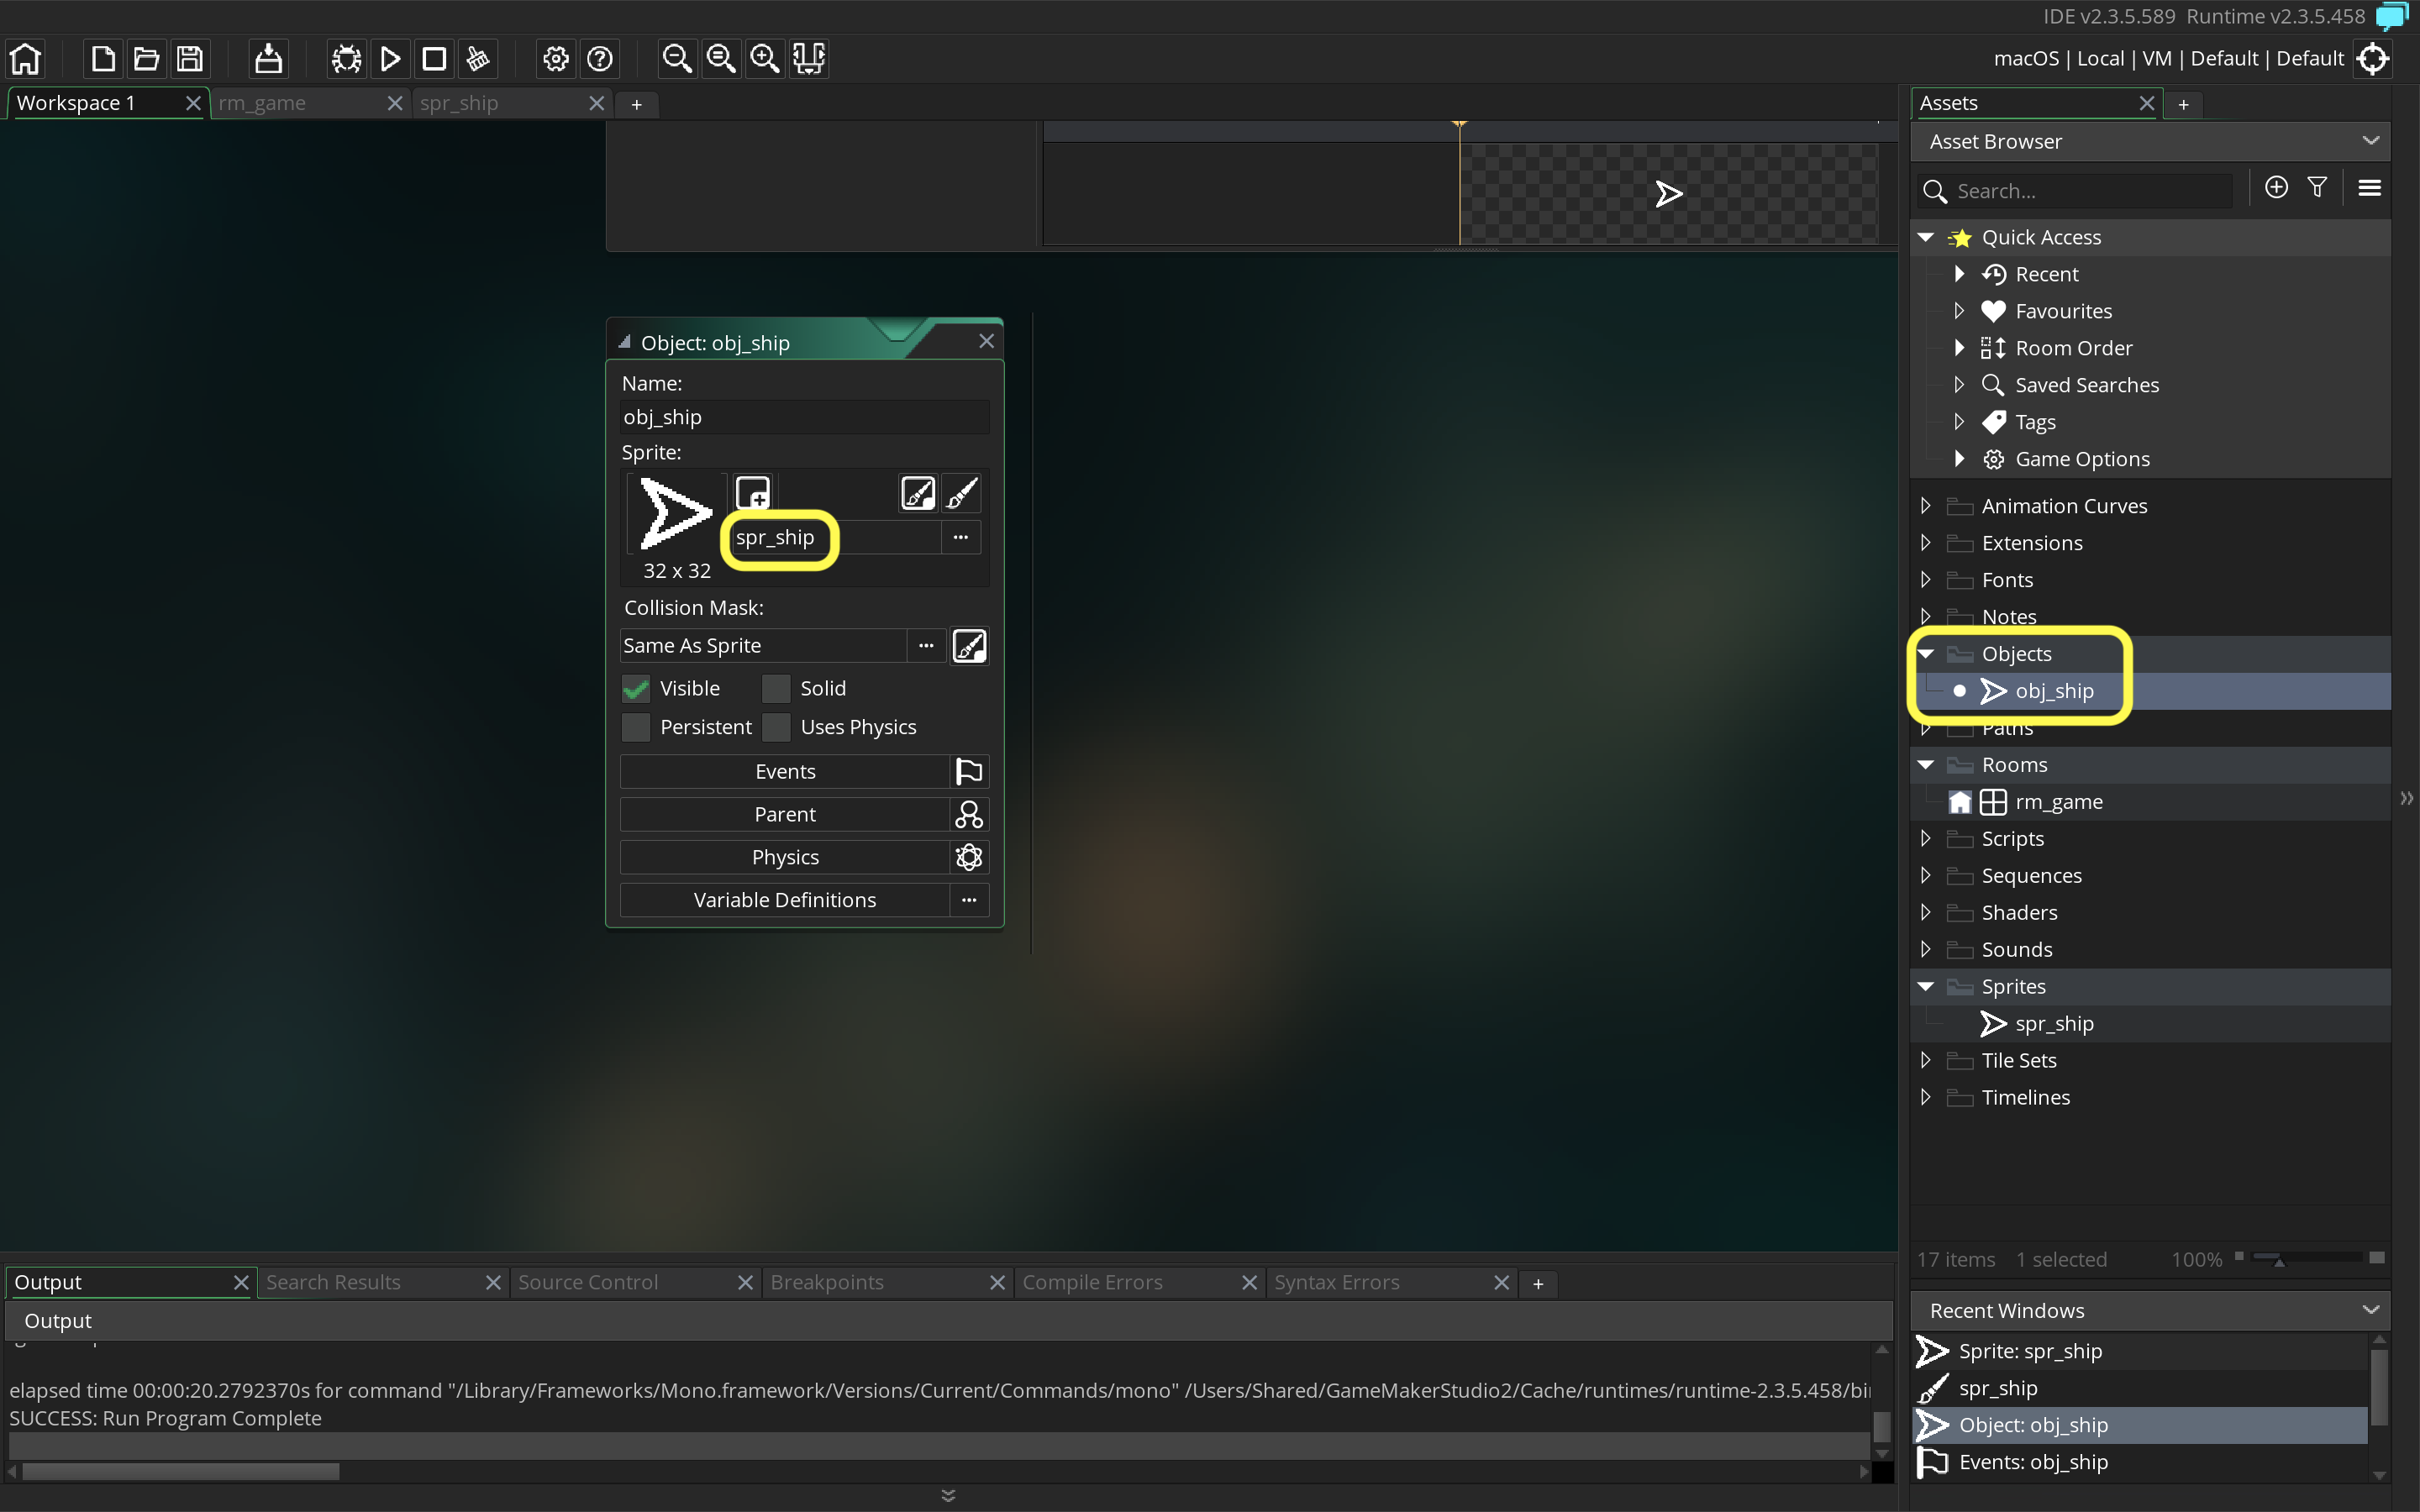 IDE v2.3.5.589 Runtime v2.3.5.458
macOS | Local | VM | Default | Default
Workspace 1
rm_game
spr_ship
+
Assets
+
Asset Browser
Search...
Quick Access
Recent
Favourites
Room Order
Saved Searches
Tags
Game Options
Animation Curves
Extensions
Fonts
Notes
Objects
obj_ship
Paths
Rooms
rm_game
Scripts
Sequences
Shaders
Sounds
Sprites
spr_ship
Tile Sets
Timelines
17 items 1 selected 100%
Recent Windows
Sprite: spr_ship
spr_ship
Object: obj_ship
Events: obj_ship
Object: obj_ship
Name:
obj_ship
Sprite:
spr_ship
...
32 x 32
Collision Mask:
Same As Sprite ...
Visible Solid
Persistent Uses Physics
Events
Parent
Physics
Variable Definitions ...
Output
Search Results
Source Control
Breakpoints
Compile Errors
Syntax Errors
+
Output
elapsed time 00:00:20.2792370s for command "/Library/Frameworks/Mono.framework/Versions/Current/Commands/mono" /Users/Shared/GameMakerStudio2/Cache/runtimes/runtime-2.3.5.458/bi
SUCCESS: Run Program Complete